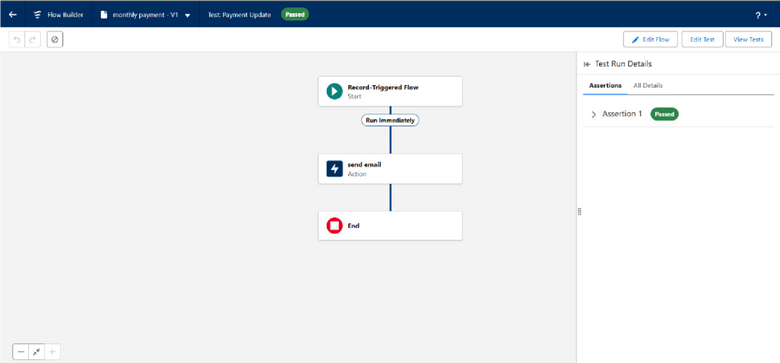 Flow Builder
monthly payment - V1
Test: Payment Update
Passed
?
Edit Flow
Edit Test
View Tests
Test Run Details
Assertions
All Details
Assertion 1
Passed
Record-Triggered Flow
Start
Run Immediately
send email
Action
End